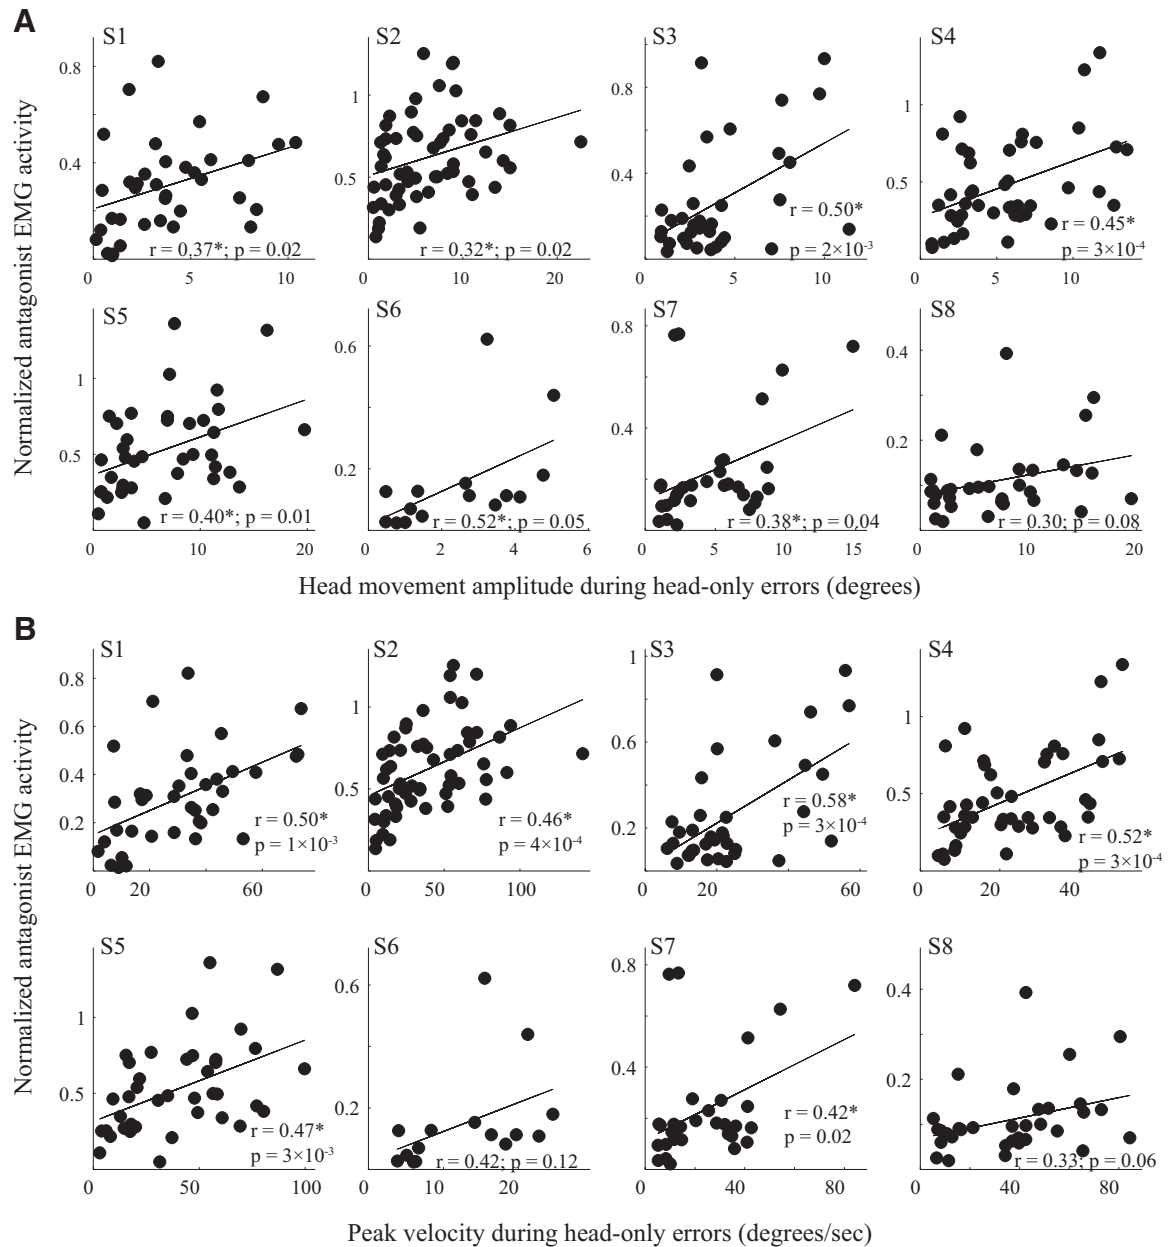 A
S1
S2
S3
S4
0.8
0.4
1
0.5
0.8
0.4
1
0.5
r = 0.37*; p = 0.02
r = 0.32*; p = 0.02
r = 0.50*
p = 2×10-3
r = 0.45*
p = 3×10-4
0 5 10
0 10 20
0 5 10
0 5 10
S5
S6
S7
S8
1
0.5
0.6
0.2
0.8
0.4
0.4
0.2
r = 0.40*; p = 0.01
r = 0.52*; p = 0.05
r = 0.38*; p = 0.04
r = 0.30; p = 0.08
0 10 20
0 2 4 6
0 5 10 15
0 10 20
Normalized antagonist EMG activity
Head movement amplitude during head-only errors (degrees)
B
S1
S2
S3
S4
0.8
0.6
0.4
0.2
1
0.5
1
0.6
0.2
1
0.5
r = 0.50*
p = 1×10-3
r = 0.46*
p = 4×10-4
r = 0.58*
p = 3×10-4
r = 0.52*
p = 3×10-4
0 20 60
0 50 100
0 20 60
0 20 40
S5
S6
S7
S8
1
0.5
0.6
0.2
0.8
0.4
0.4
0.2
r = 0.47*
p = 3×10-3
r = 0.42; p = 0.12
r = 0.42*
p = 0.02
r = 0.33; p = 0.06
0 50 100
0 10 20
0 40 80
0 40 80
Normalized antagonist EMG activity
Peak velocity during head-only errors (degrees/sec)